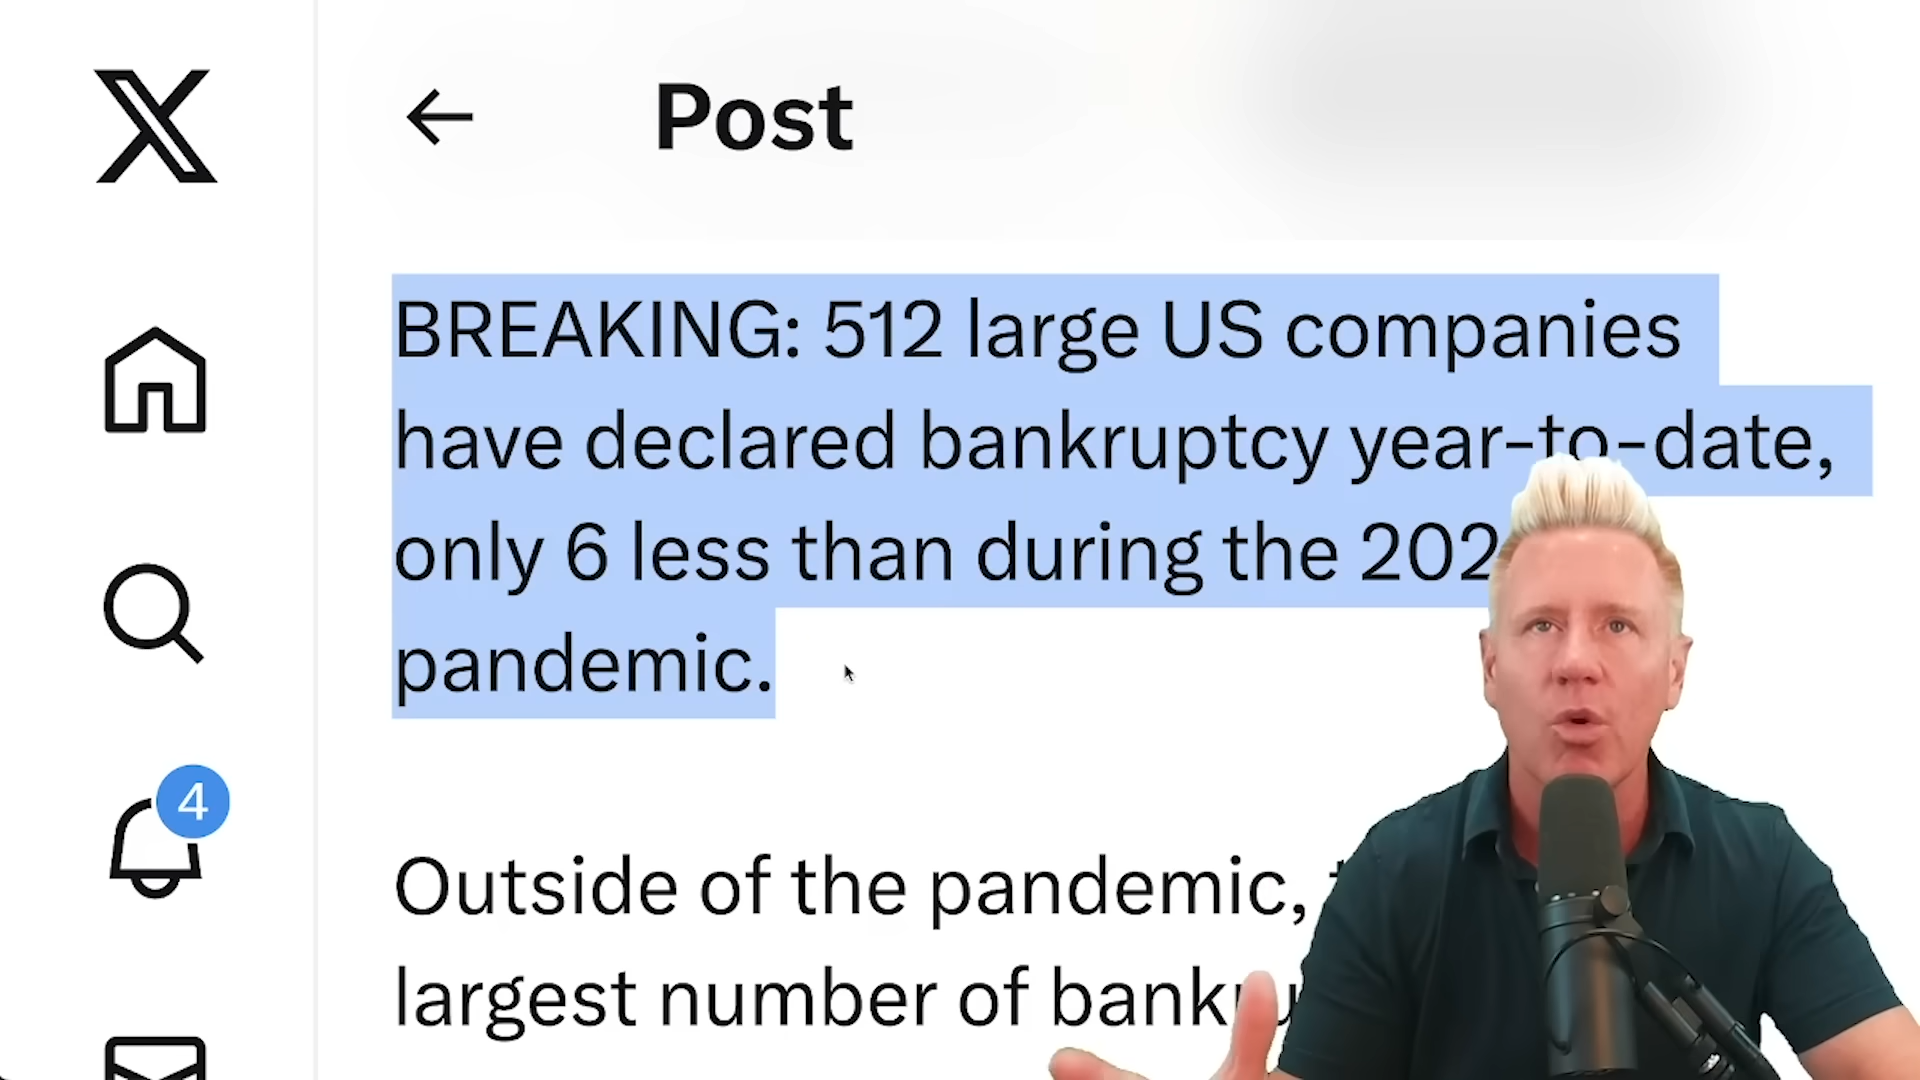 Post
BREAKING: 512 large US companies
have declared bankruptcy year-to-date,
only 6 less than during the
pandemic.
4
Outside of the pandemic,
largest number of